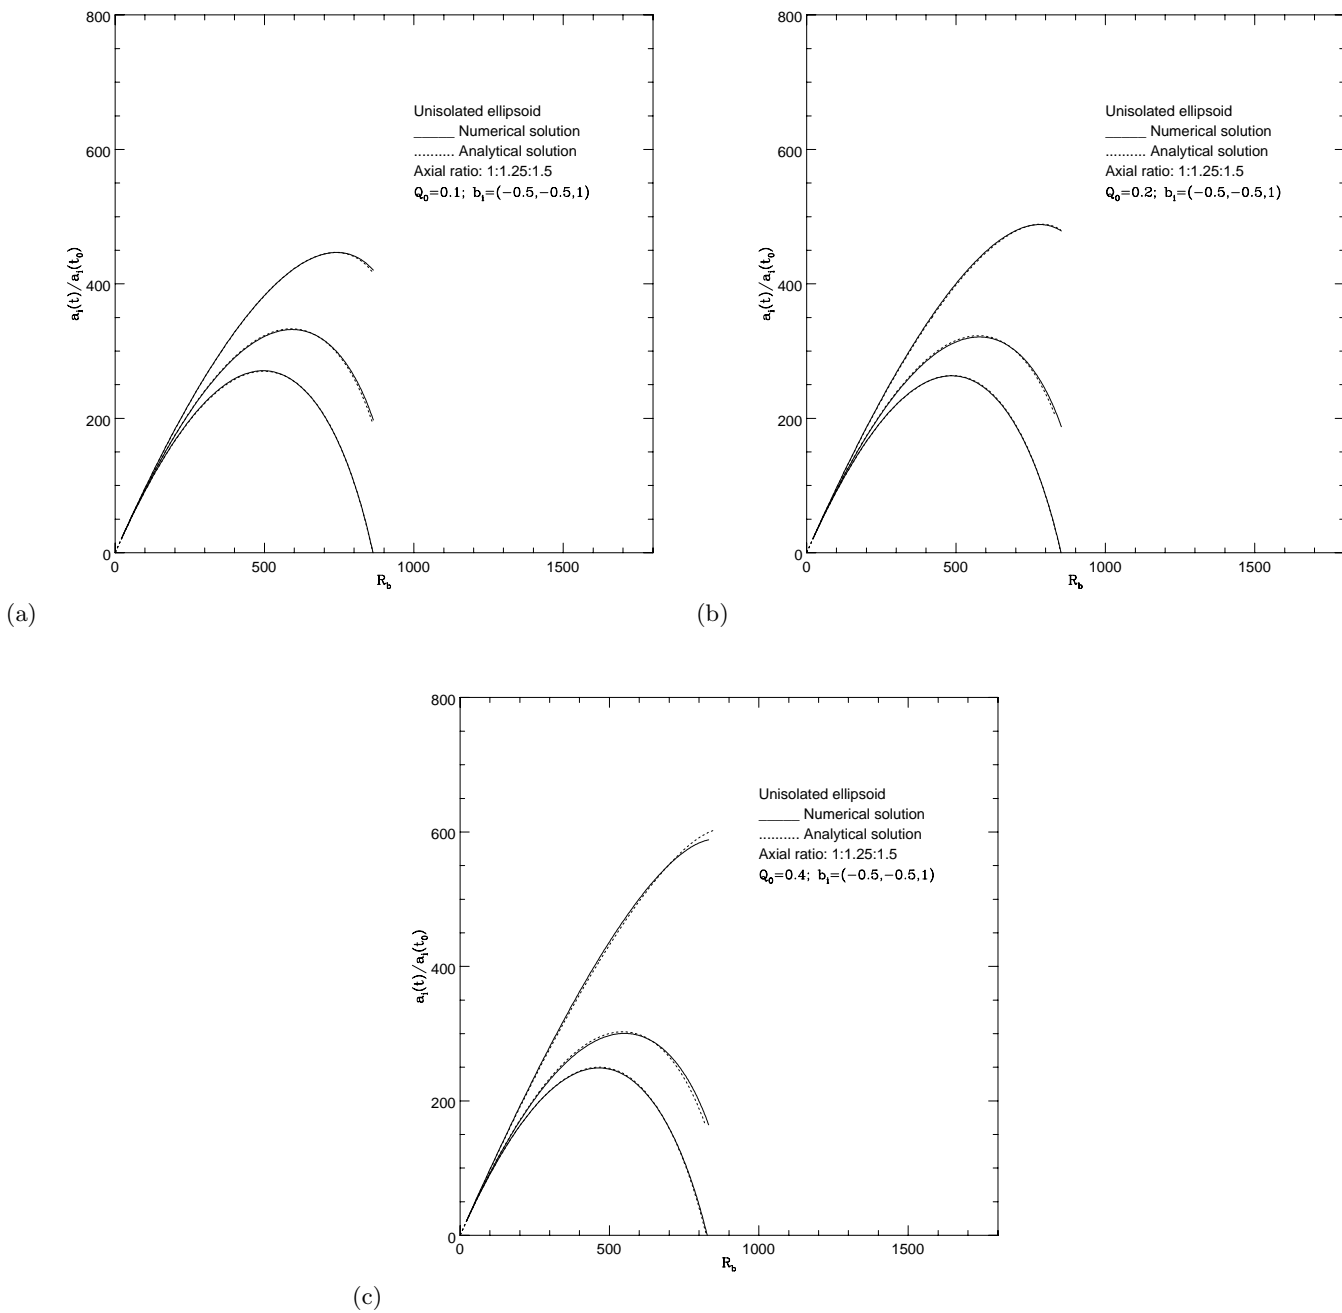 800
600
400
200
0
0 500 1000 1500
a_i(t)/a_i(t_0)
R_b
Unisolated ellipsoid
______ Numerical solution
.......... Analytical solution
Axial ratio: 1:1.25:1.5
Q_0=0.1; b_i=(−0.5,−0.5,1)
(a)
800
600
400
200
0
0 500 1000 1500
a_i(t)/a_i(t_0)
R_b
Unisolated ellipsoid
______ Numerical solution
.......... Analytical solution
Axial ratio: 1:1.25:1.5
Q_0=0.2; b_i=(−0.5,−0.5,1)
(b)
800
600
400
200
0
0 500 1000 1500
a_i(t)/a_i(t_0)
R_b
Unisolated ellipsoid
______ Numerical solution
.......... Analytical solution
Axial ratio: 1:1.25:1.5
Q_0=0.4; b_i=(−0.5,−0.5,1)
(c)